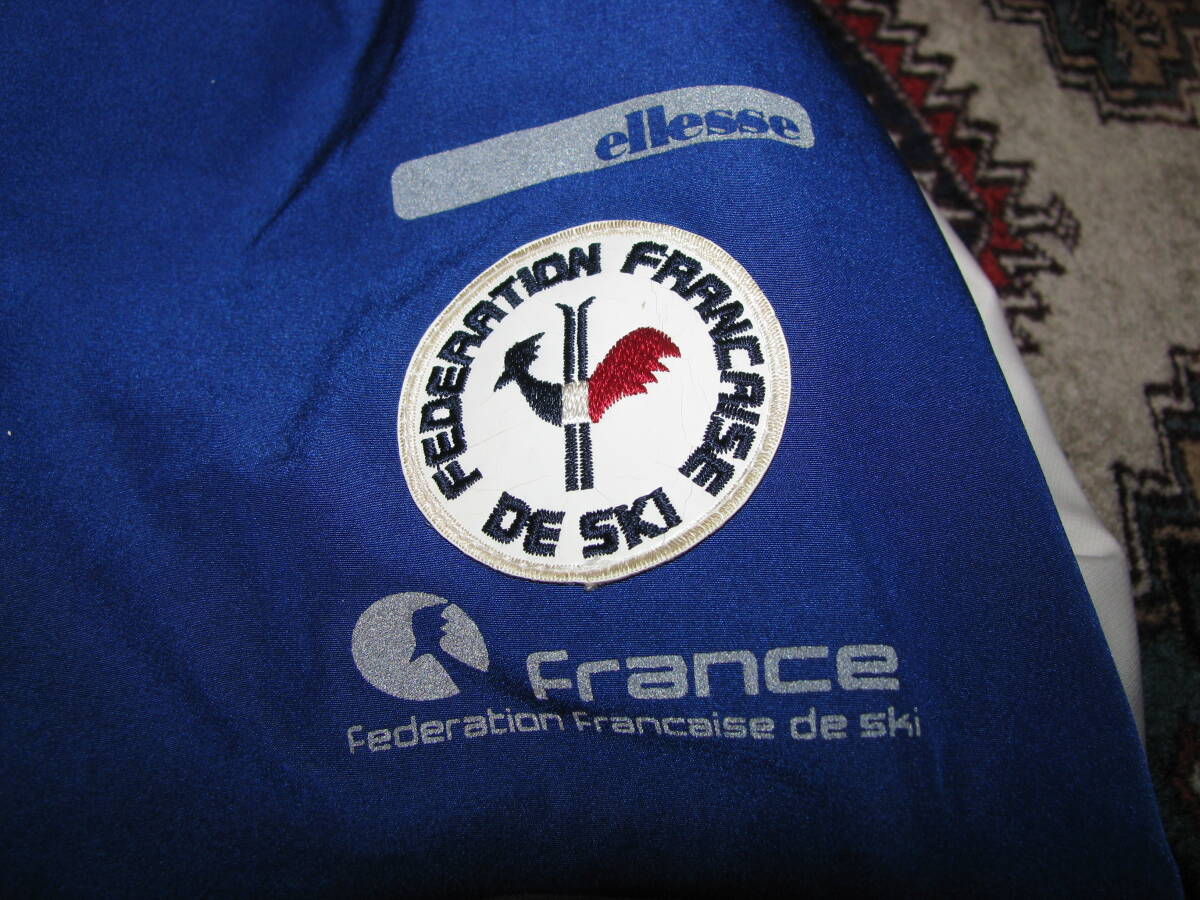 ellesse
FEDERATION FRANCAISE
DE SKI
France
Federation Francaise de ski